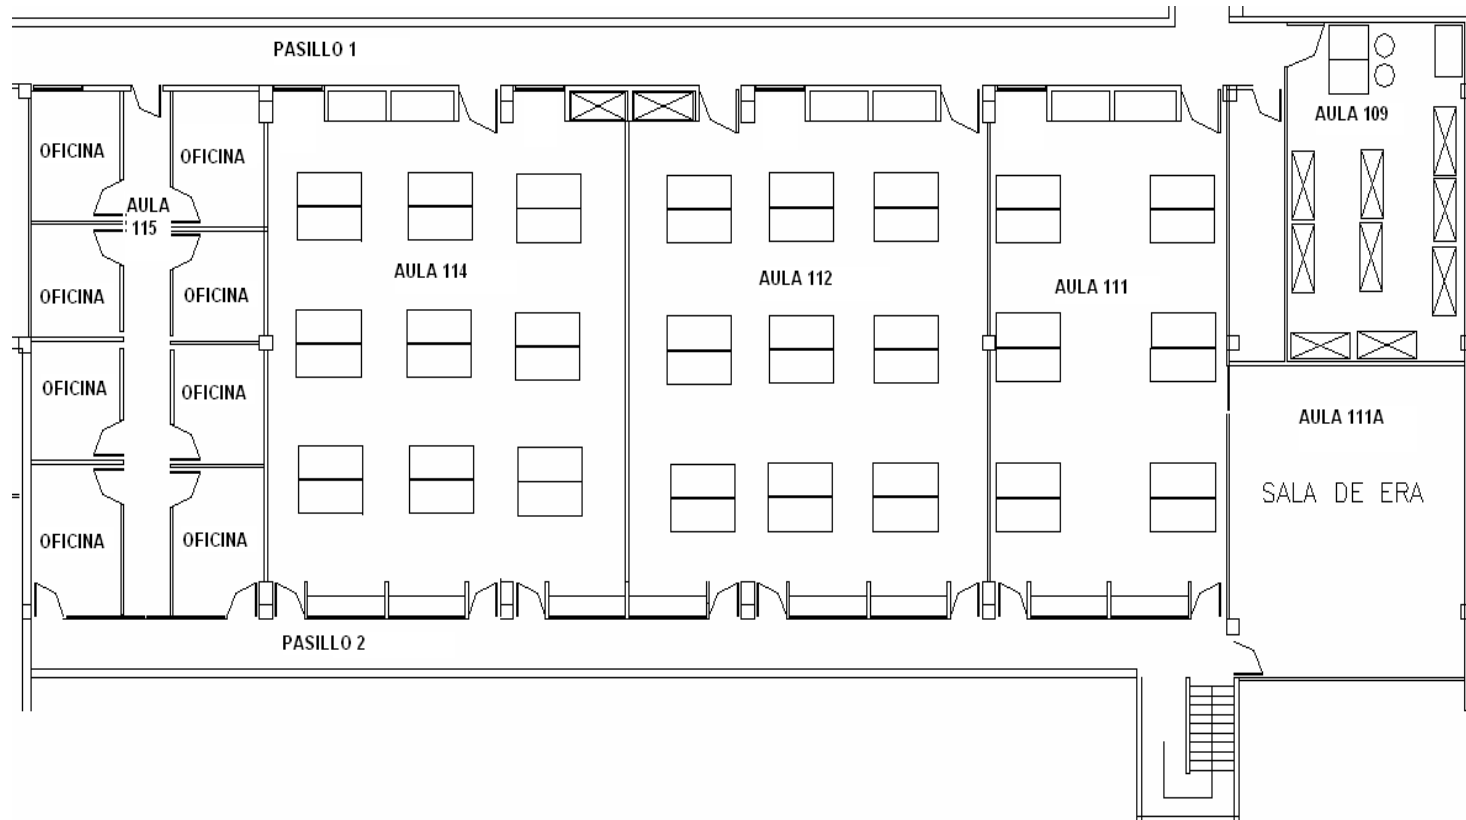 PASILLO 1
AULA 109
OFICINA
OFICINA
AULA
115
AULA 114
AULA 112
AULA 111
OFICINA
OFICINA
OFICINA
OFICINA
AULA 111A
SALA DE ERA
OFICINA
OFICINA
PASILLO 2